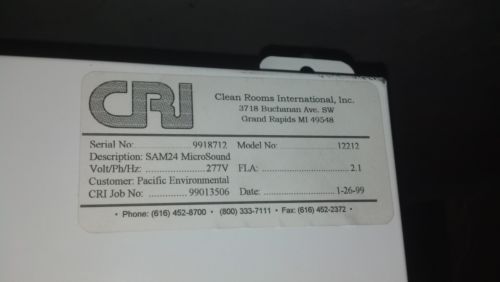 CRI
Clean Rooms International, Inc.
3718 Buchanan Ave. SW
Grand Rapids MI 49548
Serial No: 9918712 Model No: 12212
Description: SAM24 MicroSound
Volt/Ph/Hz: 277V FLA: 2.1
Customer: Pacific Environmental
CRI Job No: 99013506 Date: 1-26-99
• Phone: (616) 452-8700 • (800) 333-7111 • Fax: (616) 452-2372 •